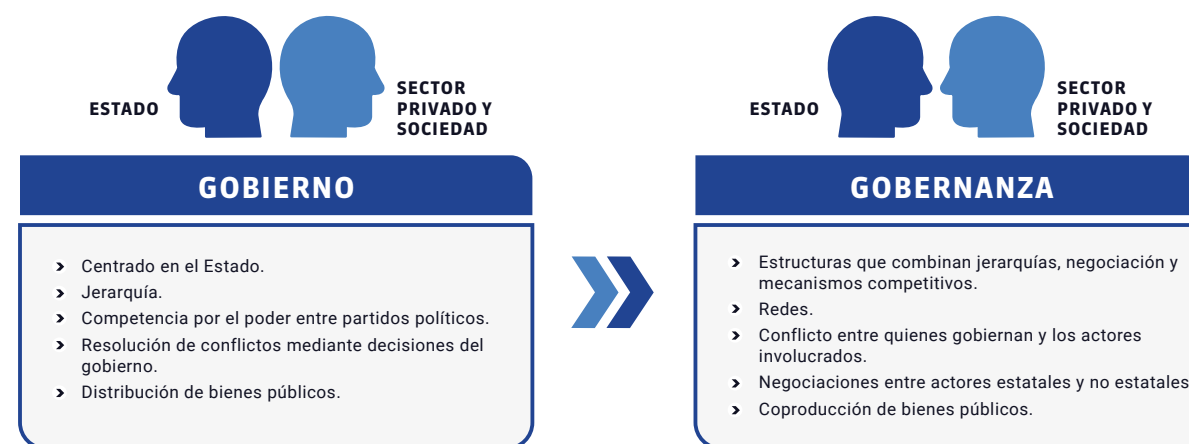 ESTADO
SECTOR
PRIVADO Y
SOCIEDAD
GOBIERNO
Centrado en el Estado.
Jerarquía.
Competencia por el poder entre partidos políticos.
Resolución de conflictos mediante decisiones del
gobierno.
Distribución de bienes públicos.
ESTADO
SECTOR
PRIVADO Y
SOCIEDAD
GOBERNANZA
Estructuras que combinan jerarquías, negociación y
mecanismos competitivos.
Redes.
Conflicto entre quienes gobiernan y los actores
involucrados.
Negociaciones entre actores estatales y no estatales
Coproducción de bienes públicos.